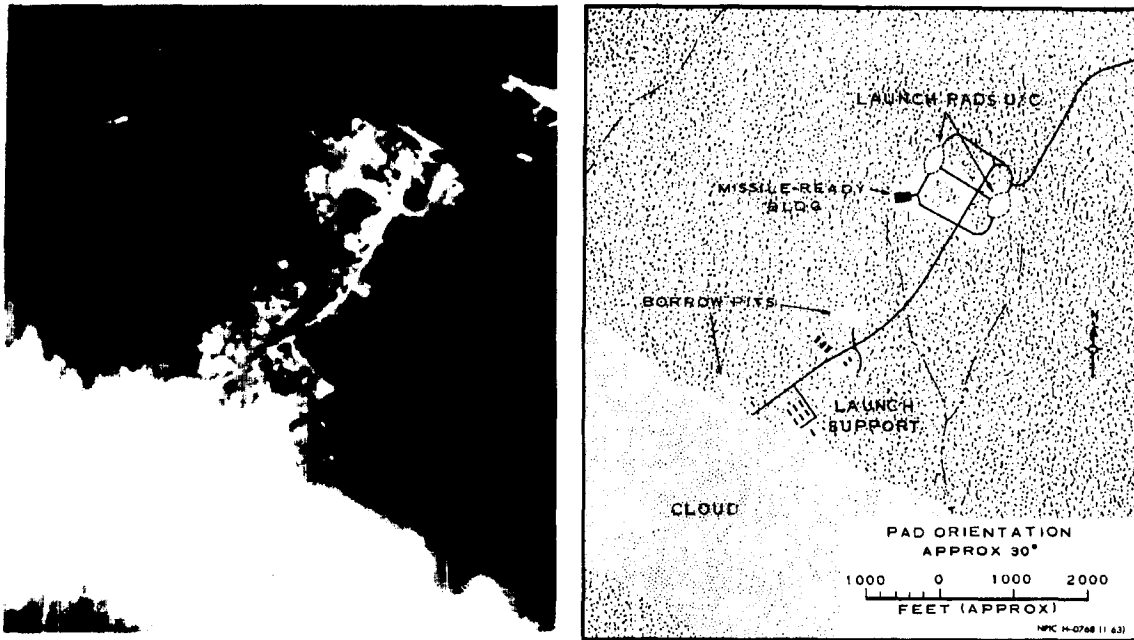 LAUNCH PADS U/C
MISSILE-READY
BLDG
BORROW PITS
N
LAUNCH
SUPPORT
CLOUD
PAD ORIENTATION
APPROX 30°
1000 0 1000 2000
FEET (APPROX)
NPIC H-0768 (1 63)